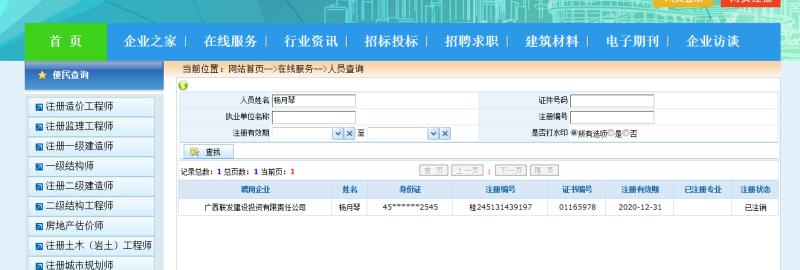 首 页 企业之家 在线服务 行业资讯 招标投标 招聘求职 建筑材料 电子期刊 企业访谈
便民查询
当前位置：网站首页-->在线服务-->人员查询
注册造价工程师
注册监理工程师
注册一级建造师
一级结构师
注册二级建造师
二级结构工程师
房地产估价师
注册土木（岩土）工程师
注册城市规划师
人员姓名 杨月琴 证件号码
执业单位名称 注册编号
注册有效期 至 是否打水印 所有选项 是 否
查找
记录总数：1 总页数：1 当前页：1 首 页 上一页 : 下一页 尾 页
聘用企业 姓名 身份证 注册编号 证书编号 注册有效期 已注册专业 注册状态
广西联发建设投资有限责任公司 杨月琴 45******2545 桂245131439197 01165978 2020-12-31 已注销